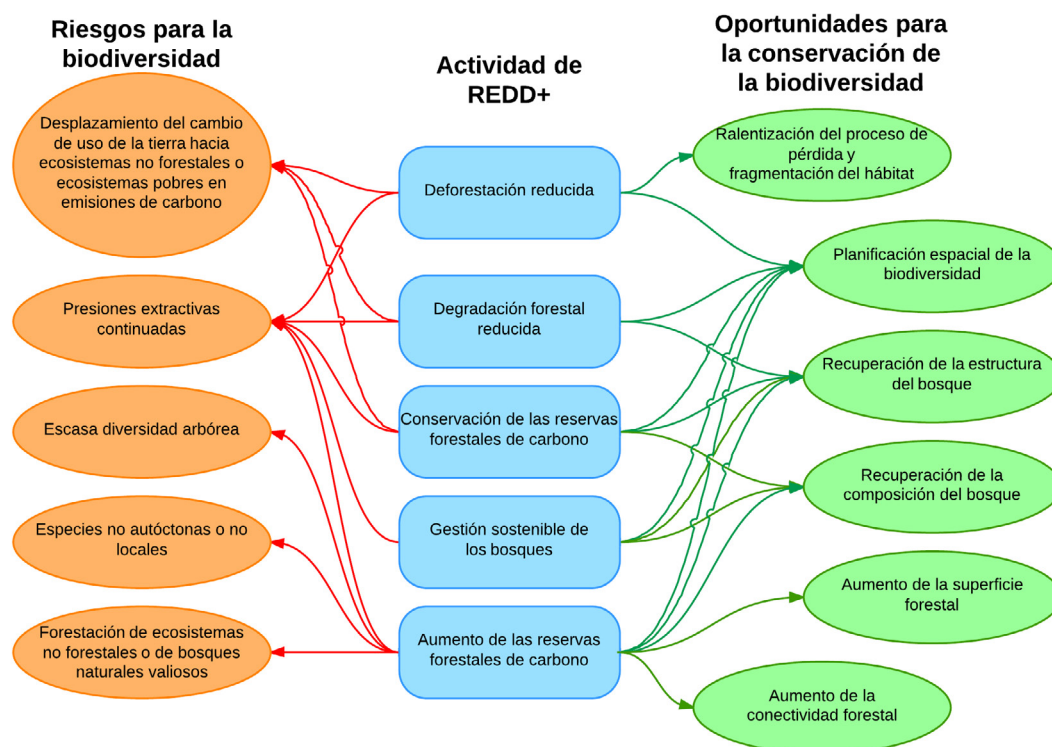 Riesgos para la
biodiversidad
Actividad de
REDD+
Oportunidades para
la conservación de
la biodiversidad
Desplazamiento del cambio
de uso de la tierra hacia
ecosistemas no forestales o
ecosistemas pobres en
emisiones de carbono
Presiones extractivas
continuadas
Escasa diversidad arbórea
Especies no autóctonas o no
locales
Forestación de ecosistemas
no forestales o de bosques
naturales valiosos
Deforestación reducida
Degradación forestal
reducida
Conservación de las reservas
forestales de carbono
Gestión sostenible de
los bosques
Aumento de las reservas
forestales de carbono
Ralentización del proceso de
pérdida y
fragmentación del hábitat
Planificación espacial de la
biodiversidad
Recuperación de la estructura
del bosque
Recuperación de la
composición del bosque
Aumento de la superficie
forestal
Aumento de la
conectividad forestal